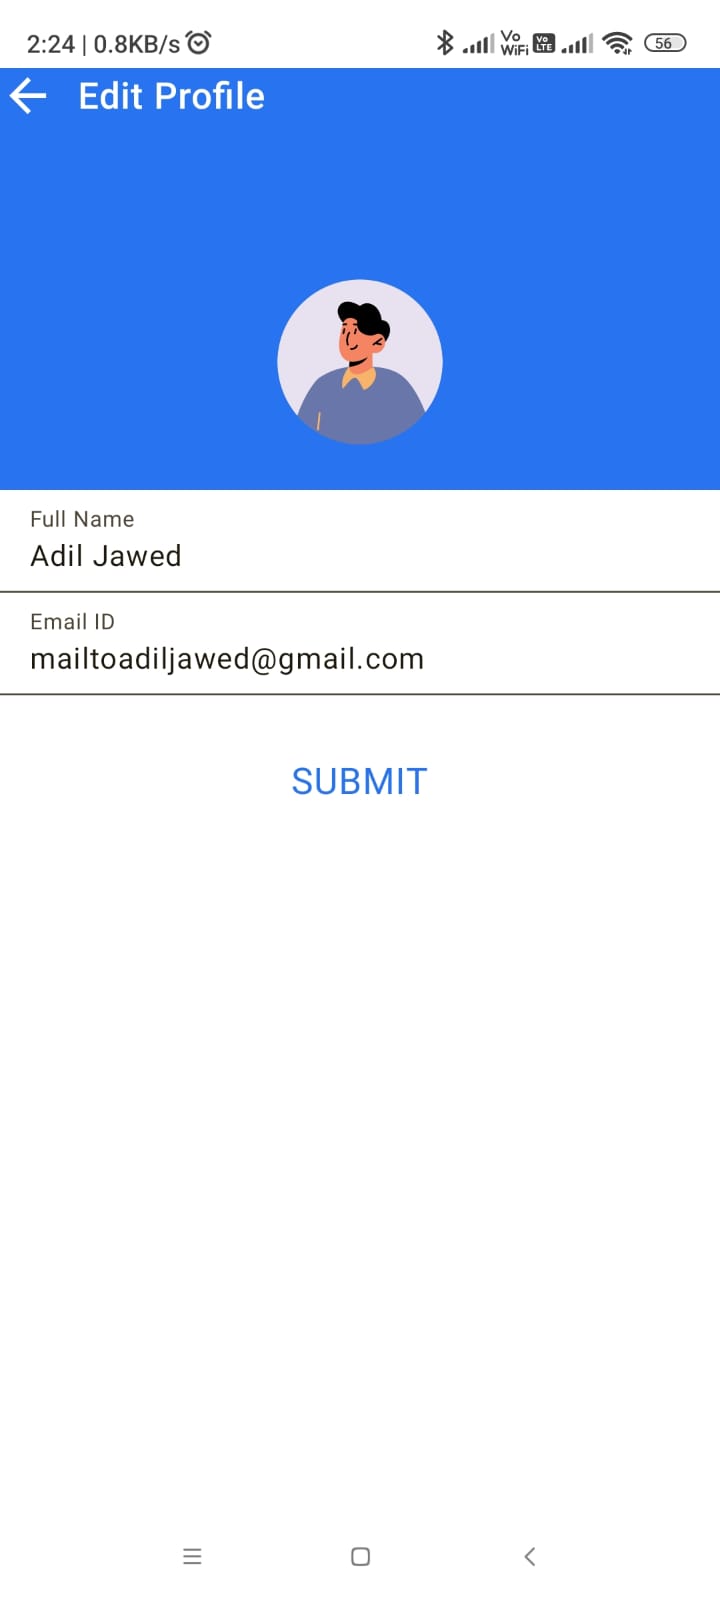 2:24 | 0.8KB/s Vo WiFi Vo LTE 56
Edit Profile
Full Name
Adil Jawed
Email ID
mailtoadiljawed@gmail.com
SUBMIT